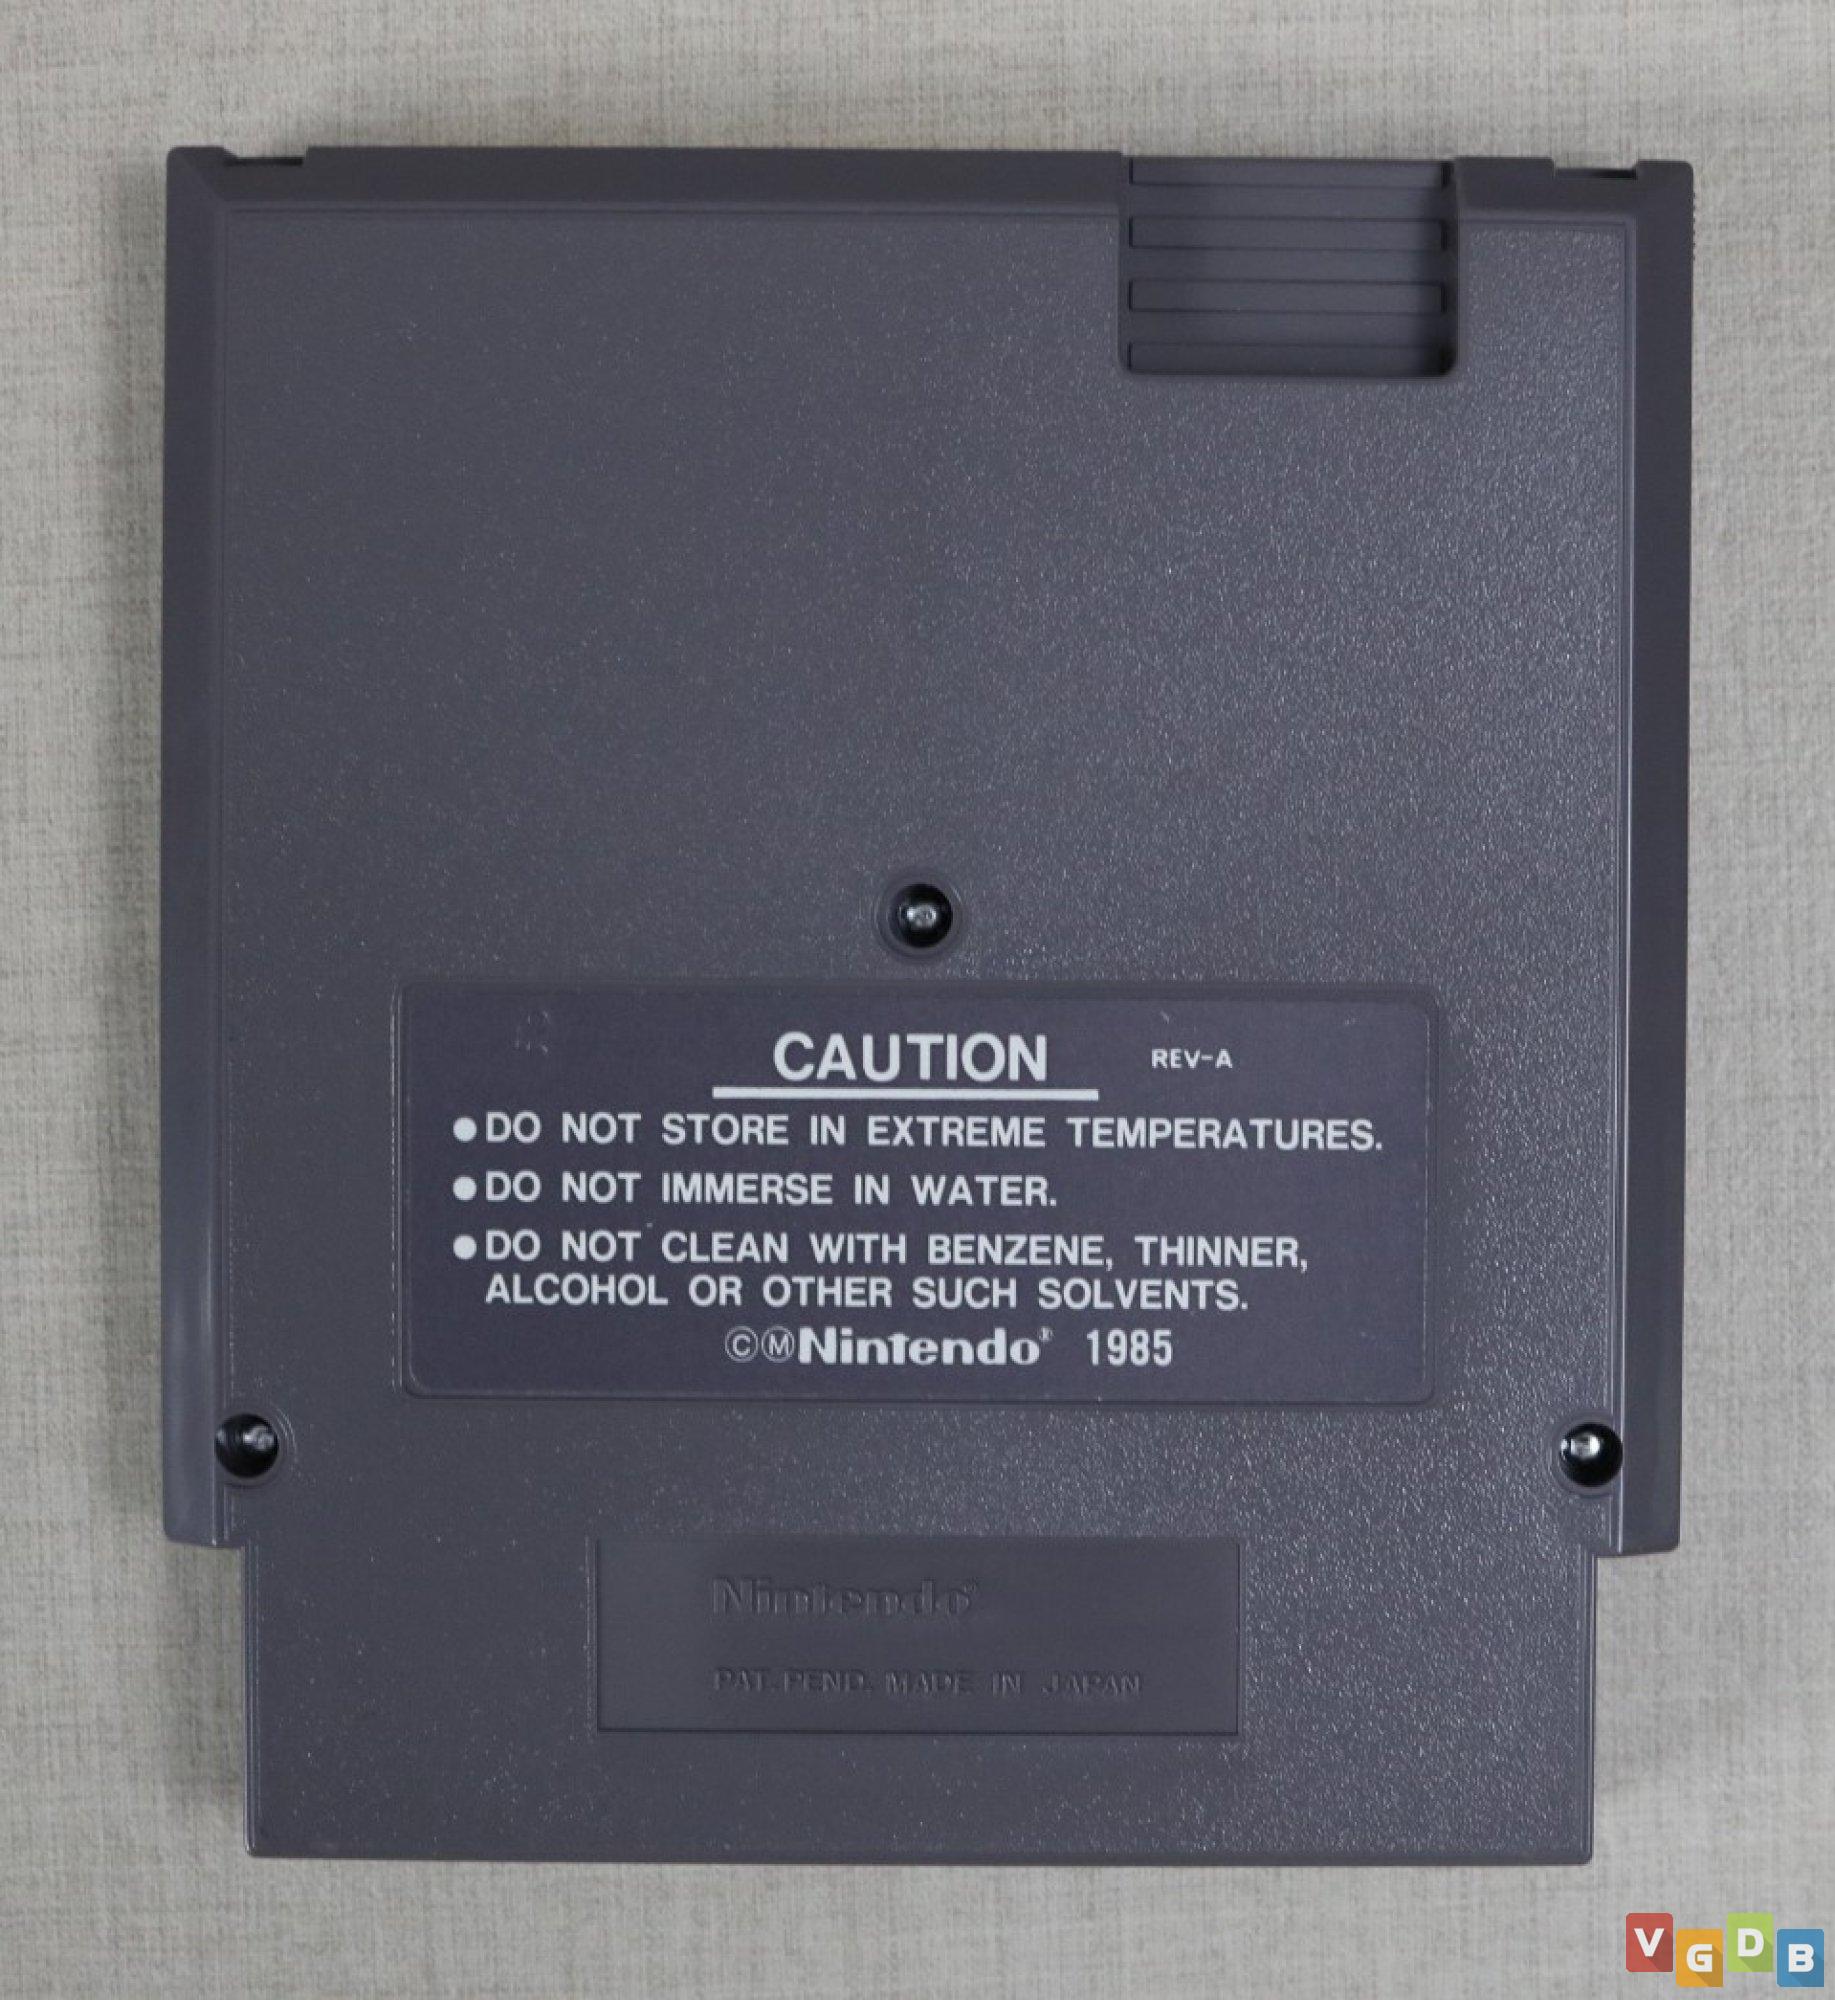 CAUTION REV-A
●DO NOT STORE IN EXTREME TEMPERATURES.
●DO NOT IMMERSE IN WATER.
●DO NOT CLEAN WITH BENZENE, THINNER,
ALCOHOL OR OTHER SUCH SOLVENTS.
©ⓂNintendo® 1985
Nintendo®
PAT. PEND. MADE IN JAPAN
VGDB